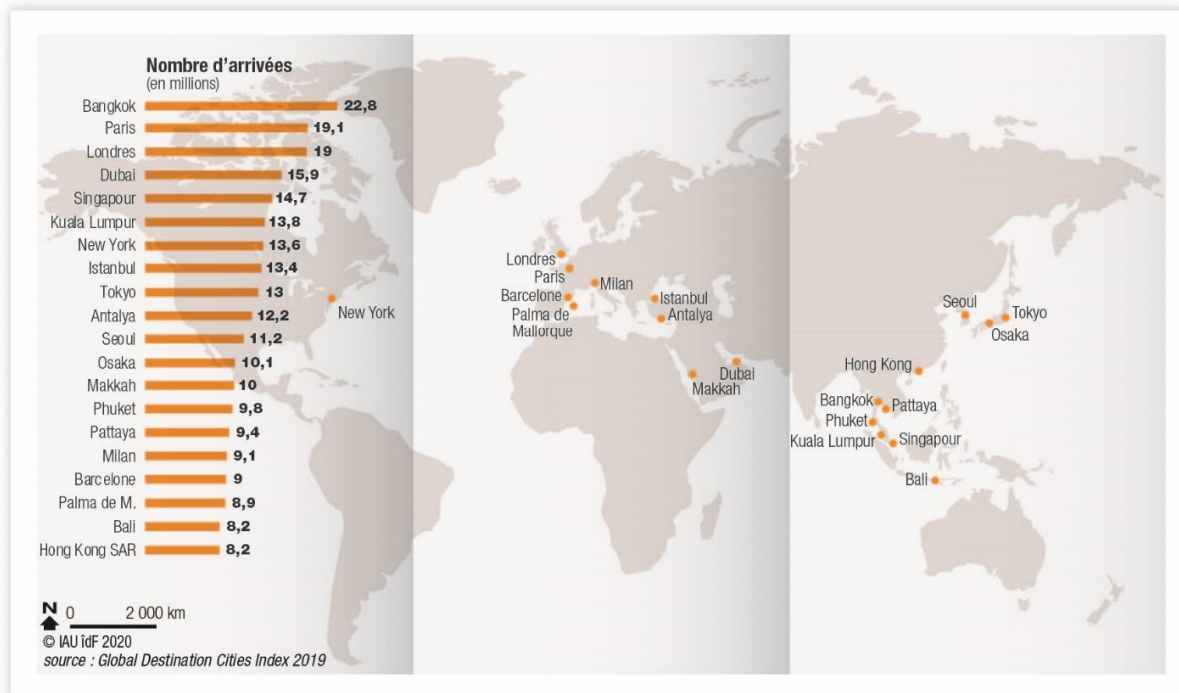 Nombre d’arrivées
(en millions)
Bangkok 22,8
Paris 19,1
Londres 19
Dubai 15,9
Singapour 14,7
Kuala Lumpur 13,8
New York 13,6
Istanbul 13,4
Tokyo 13
Antalya 12,2
Seoul 11,2
Osaka 10,1
Makkah 10
Phuket 9,8
Pattaya 9,4
Milan 9,1
Barcelone 9
Palma de M. 8,9
Bali 8,2
Hong Kong SAR 8,2
N 0 2 000 km
© IAU îdF 2020
source : Global Destination Cities Index 2019
New York
Londres
Paris
Milan
Barcelone
Palma de
Mallorque
Istanbul
Antalya
Dubai
Makkah
Seoul
Tokyo
Osaka
Hong Kong
Bangkok
Pattaya
Phuket
Kuala Lumpur
Singapour
Bali